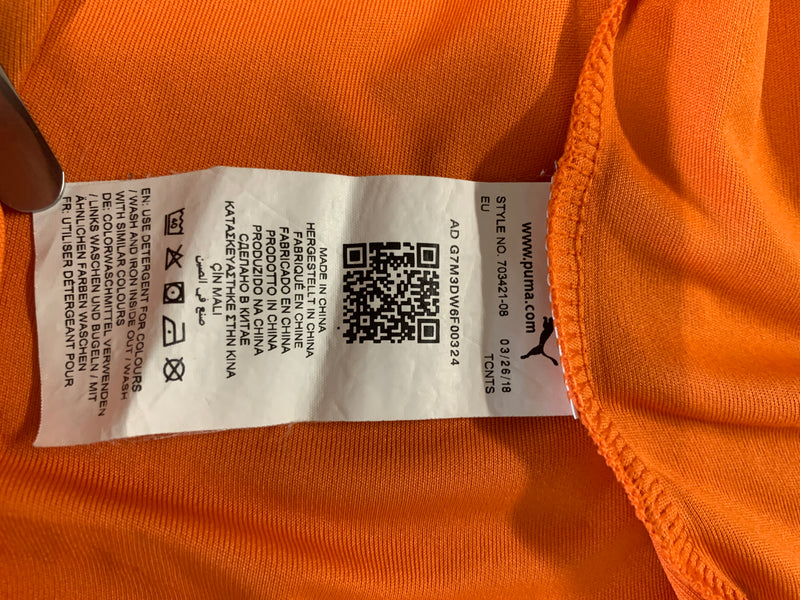 www.puma.com
STYLE NO. 703421-08 03/26/18
EU TCNTS
AD G7M3DW6F00324
MADE IN CHINA
HERGESTELLT IN CHINA
FABRIQUÉ EN CHINE
FABRICADO EN CHINA
PRODOTTO IN CHINA
PRODUZIDO NA CHINA
СДЕЛАНО В КИТАЕ
ΚΑΤΑΣΚΕΥΑΣΤΗΚΕ ΣΤΗΝ ΚΙΝΑ
ÇİN MALI
صنع في الصين
40
EN: USE DETERGENT FOR COLOURS
/ WASH AND IRON INSIDE OUT / WASH
WITH SIMILAR COLOURS
DE: COLORWASCHMITTEL VERWENDEN
/ LINKS WASCHEN UND BÜGELN / MIT
ÄHNLICHEN FARBEN WASCHEN
FR: UTILISER DÉTERGEANT POUR